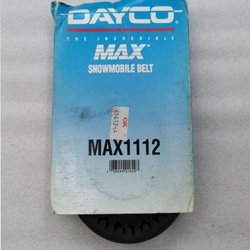 DAYCO
THE INCREDIBLE
MAX®
SNOWMOBILE BELT
MAX1112